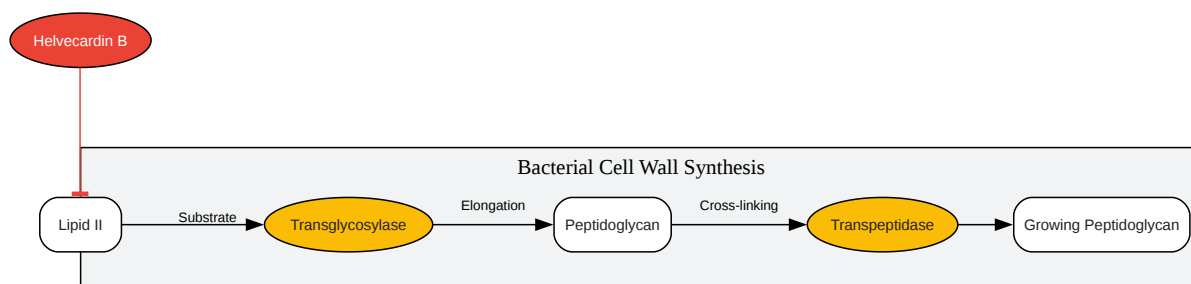 Helvecardin B
Bacterial Cell Wall Synthesis
Lipid II
Substrate
Transglycosylase
Elongation
Peptidoglycan
Cross-linking
Transpeptidase
Growing Peptidoglycan